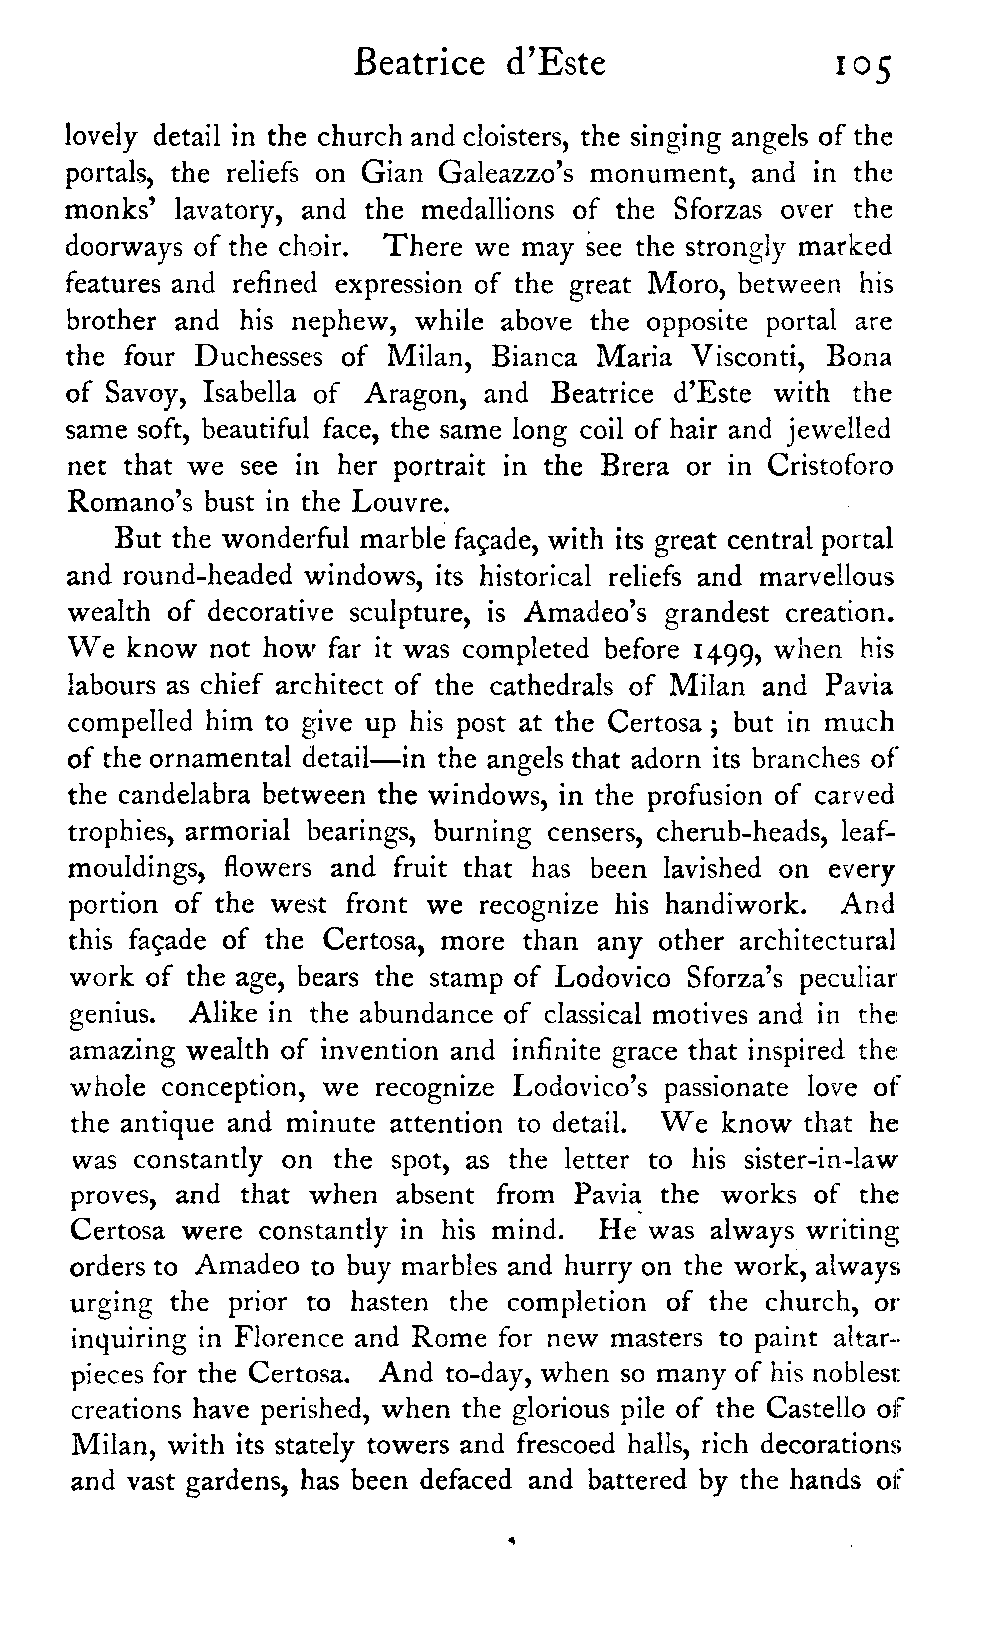 Beatrice d'Este 105
lovely detail in the church and cloisters, the singing angels of the
portals, the reliefs on Gian Galeazzo's monument, and in the
monks' lavatory, and the medallions of the Sforzas over the
doorways of the choir. There we may see the strongly marked
features and refined expression of the great Moro, between his
brother and his nephew, while above the opposite portal are
the four Duchesses of Milan, Bianca Maria Visconti, Bona
of Savoy, Isabella of Aragon, and Beatrice d'Este with the
same soft, beautiful face, the same long coil of hair and jewelled
net that we see in her portrait in the Brera or in Cristoforo
Romano's bust in the Louvre.
But the wonderful marble façade, with its great central portal
and round-headed windows, its historical reliefs and marvellous
wealth of decorative sculpture, is Amadeo's grandest creation.
We know not how far it was completed before 1499, when his
labours as chief architect of the cathedrals of Milan and Pavia
compelled him to give up his post at the Certosa; but in much
of the ornamental detail—in the angels that adorn its branches of
the candelabra between the windows, in the profusion of carved
trophies, armorial bearings, burning censers, cherub-heads, leaf-
mouldings, flowers and fruit that has been lavished on every
portion of the west front we recognize his handiwork. And
this façade of the Certosa, more than any other architectural
work of the age, bears the stamp of Lodovico Sforza's peculiar
genius. Alike in the abundance of classical motives and in the
amazing wealth of invention and infinite grace that inspired the
whole conception, we recognize Lodovico's passionate love of
the antique and minute attention to detail. We know that he
was constantly on the spot, as the letter to his sister-in-law
proves, and that when absent from Pavia the works of the
Certosa were constantly in his mind. He was always writing
orders to Amadeo to buy marbles and hurry on the work, always
urging the prior to hasten the completion of the church, or
inquiring in Florence and Rome for new masters to paint altar-
pieces for the Certosa. And to-day, when so many of his noblest
creations have perished, when the glorious pile of the Castello of
Milan, with its stately towers and frescoed halls, rich decorations
and vast gardens, has been defaced and battered by the hands of